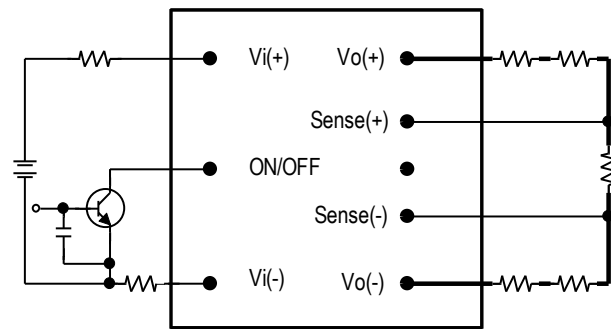 Vi(+) Vo(+)
Sense(+)
ON/OFF
Sense(-)
Vi(-) Vo(-)